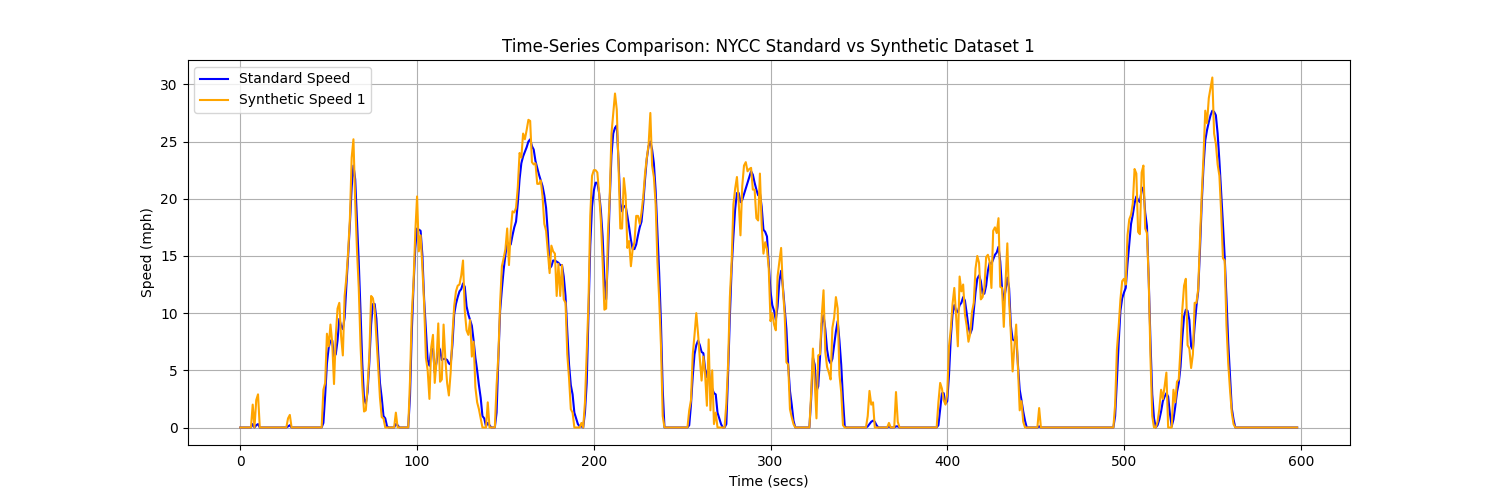 Time-Series Comparison: NYCC Standard vs Synthetic Dataset 1
Standard Speed
Synthetic Speed 1
Speed (mph)
30
25
20
15
10
5
0
0 100 200 300 400 500 600
Time (secs)